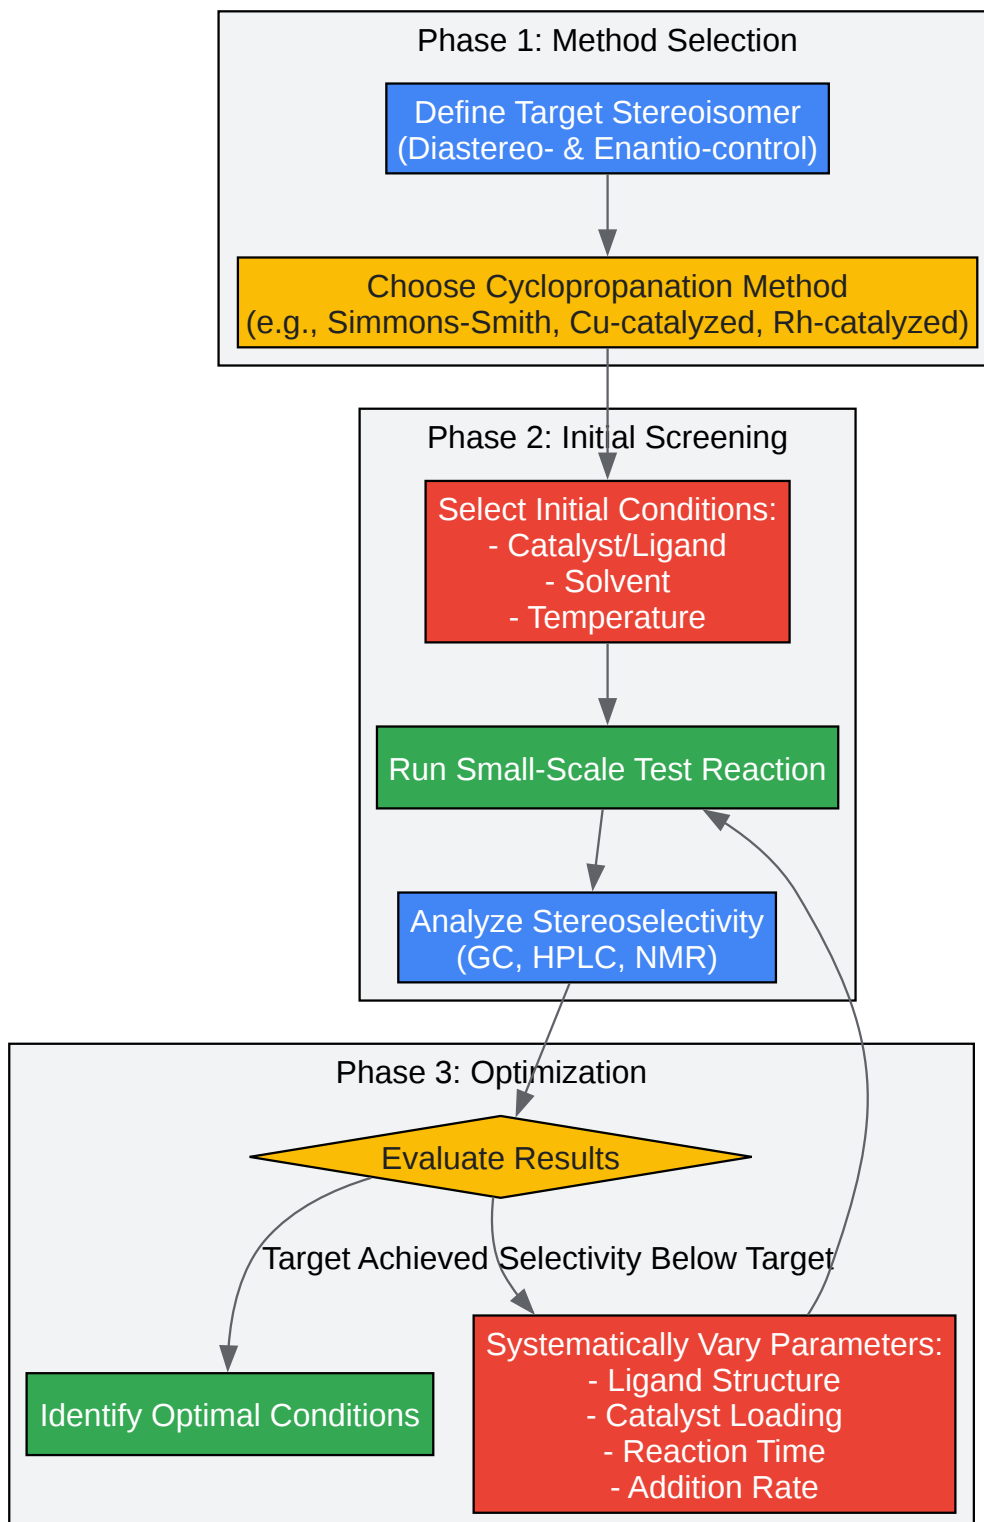 Phase 1: Method Selection
Define Target Stereoisomer
(Diastereo- & Enantio-control)
Choose Cyclopropanation Method
(e.g., Simmons-Smith, Cu-catalyzed, Rh-catalyzed)
Phase 2: Initial Screening
Select Initial Conditions:
- Catalyst/Ligand
- Solvent
- Temperature
Run Small-Scale Test Reaction
Analyze Stereoselectivity
(GC, HPLC, NMR)
Phase 3: Optimization
Evaluate Results
Target Achieved
Selectivity Below Target
Identify Optimal Conditions
Systematically Vary Parameters:
- Ligand Structure
- Catalyst Loading
- Reaction Time
- Addition Rate